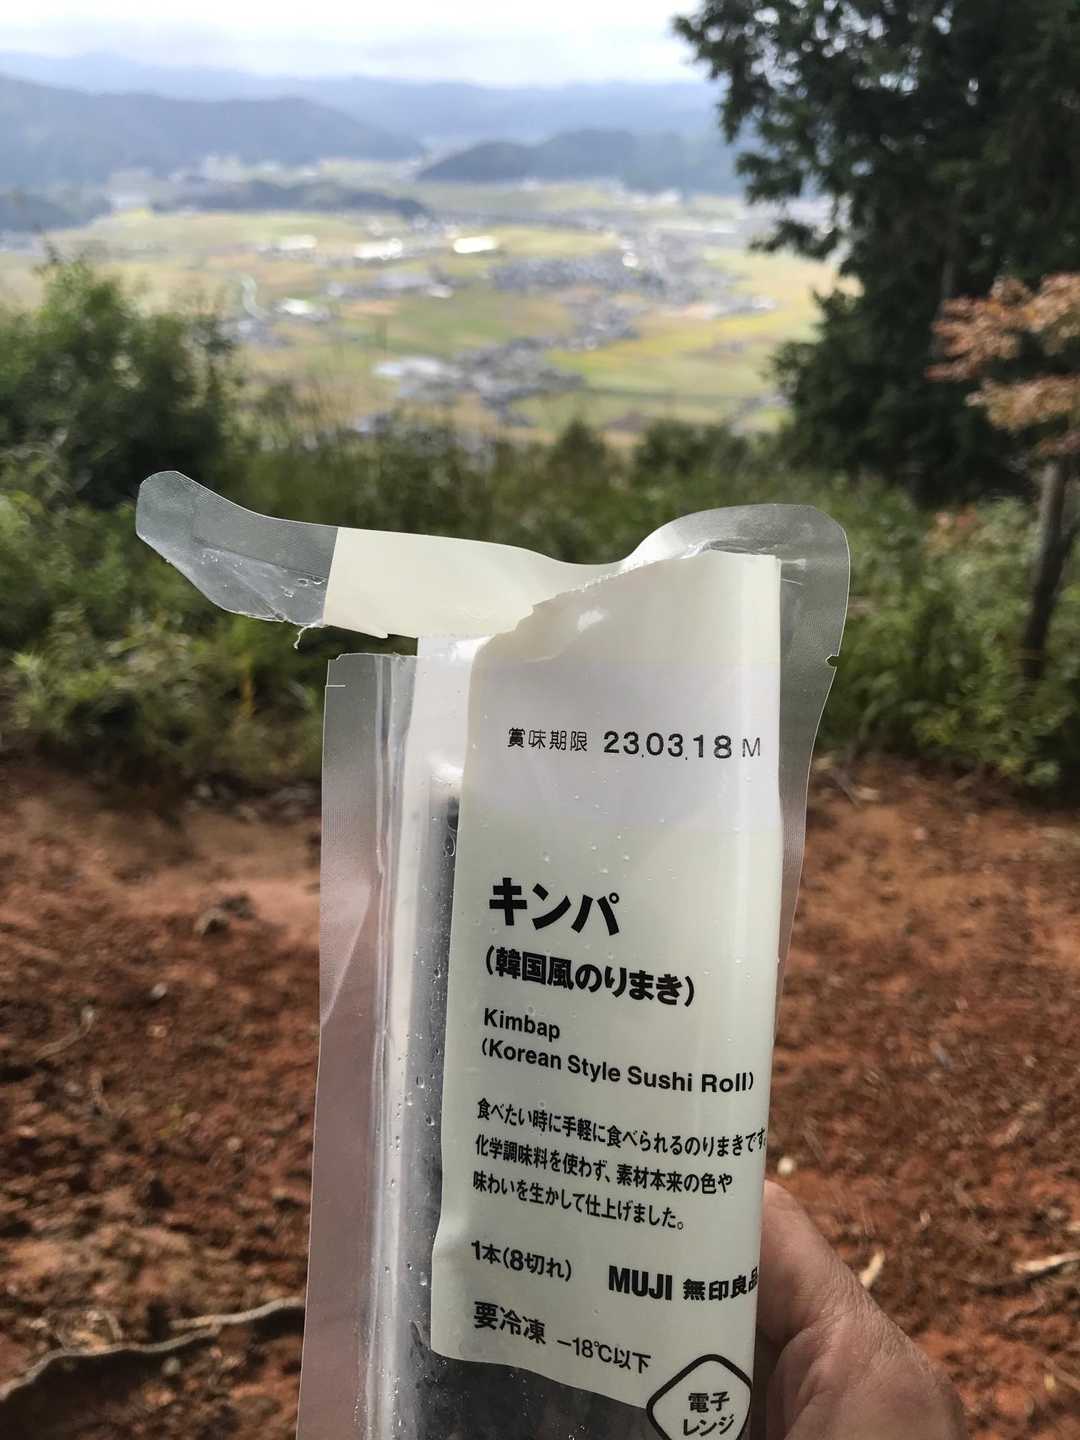 賞味期限 23.03.18 M
キンパ
(韓国風のりまき)
Kimbap
(Korean Style Sushi Roll)
食べたい時に手軽に食べられるのりまきです。
化学調味料を使わず、素材本来の色や
味わいを生かして仕上げました。
1本(8切れ)
MUJI 無印良品
要冷凍 -18℃以下
電子
レンジ